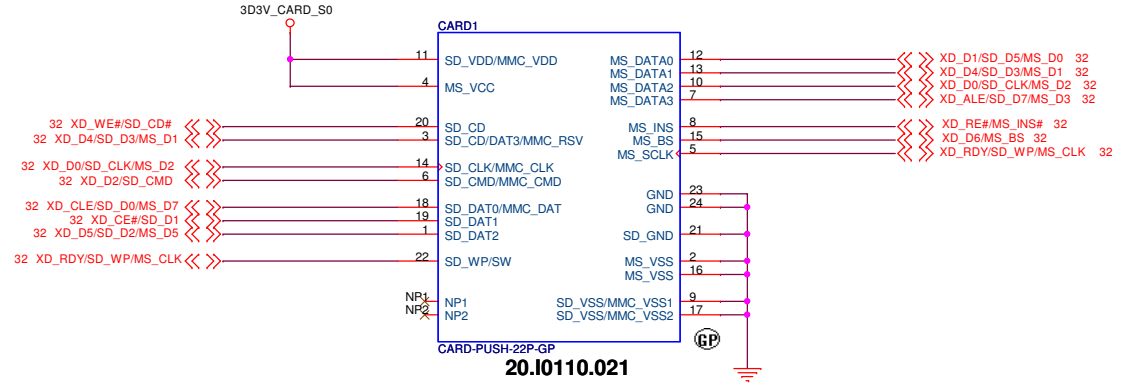 3D3V_CARD_S0
CARD1
11 SD_VDD/MMC_VDD
4 MS_VCC
32 XD_WE#/SD_CD# 20 SD_CD
32 XD_D4/SD_D3/MS_D1 3 SD_CD/DAT3/MMC_RSV
32 XD_D0/SD_CLK/MS_D2 14 SD_CLK/MMC_CLK
32 XD_D2/SD_CMD 6 SD_CMD/MMC_CMD
32 XD_CLE/SD_D0/MS_D7 18 SD_DAT0/MMC_DAT
32 XD_CE#/SD_D1 19 SD_DAT1
32 XD_D5/SD_D2/MS_D5 1 SD_DAT2
32 XD_RDY/SD_WP/MS_CLK 22 SD_WP/SW
NP1 NP1
NP2 NP2
MS_DATA0 12 XD_D1/SD_D5/MS_D0 32
MS_DATA1 13 XD_D4/SD_D3/MS_D1 32
MS_DATA2 10 XD_D0/SD_CLK/MS_D2 32
MS_DATA3 7 XD_ALE/SD_D7/MS_D3 32
MS_INS 8 XD_RE#/MS_INS# 32
MS_BS 15 XD_D6/MS_BS 32
MS_SCLK 5 XD_RDY/SD_WP/MS_CLK 32
GND 23
GND 24
SD_GND 21
MS_VSS 2
MS_VSS 16
SD_VSS/MMC_VSS1 9
SD_VSS/MMC_VSS2 17
GP
CARD-PUSH-22P-GP
20.I0110.021